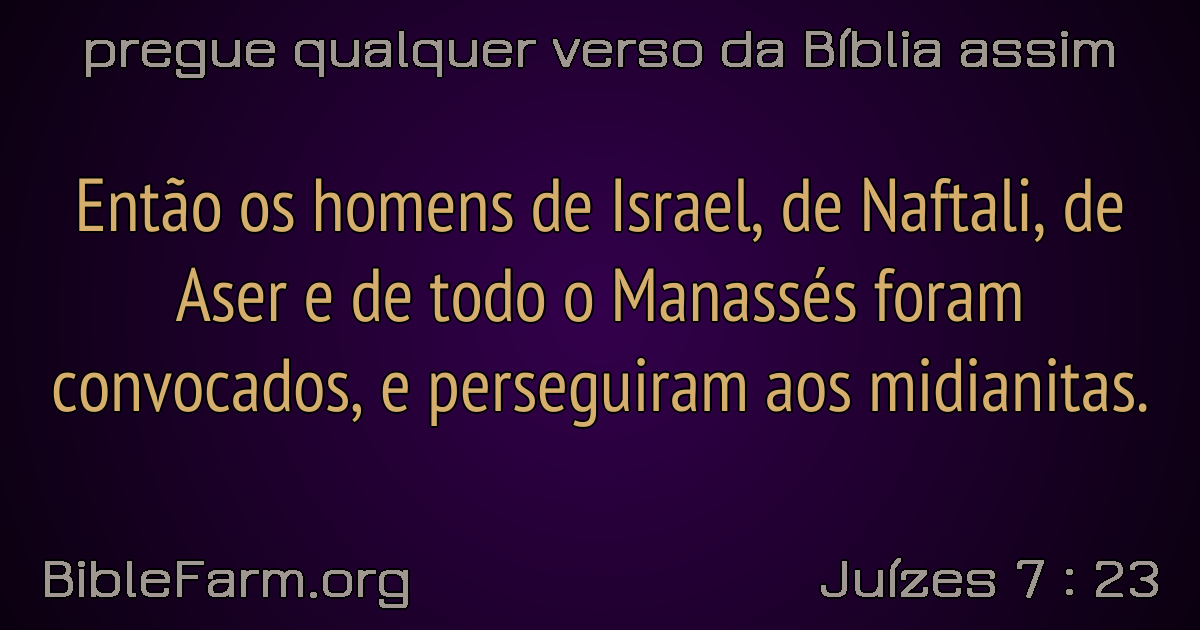 pregue qualquer verso da Bíblia assim
Então os homens de Israel, de Naftali, de
Aser e de todo o Manassés foram
convocados, e perseguiram aos midianitas.
BibleFarm.org
Juízes 7 : 23